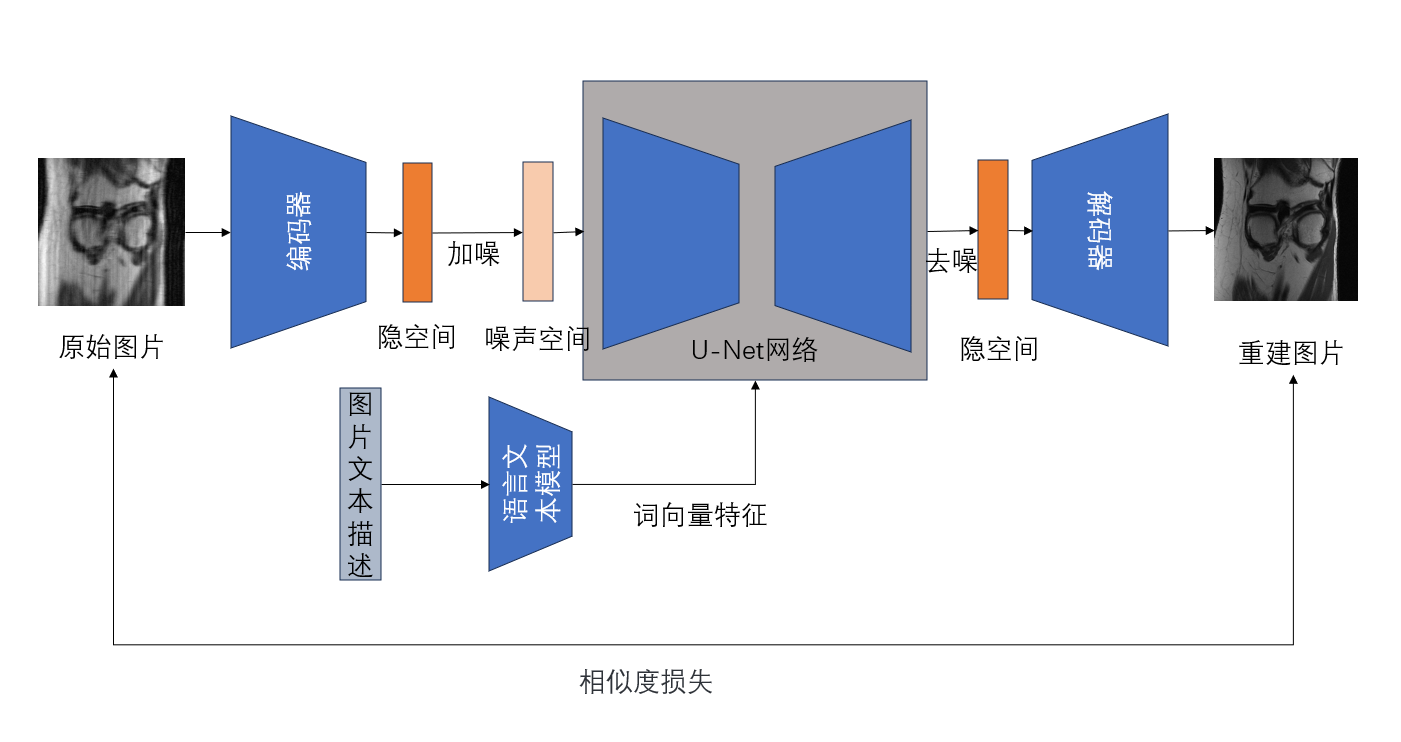 编码器
加噪
去噪
解码器
原始图片
隐空间
噪声空间
U-Net网络
隐空间
重建图片
图片文本描述
语言文
本模型
词向量特征
相似度损失